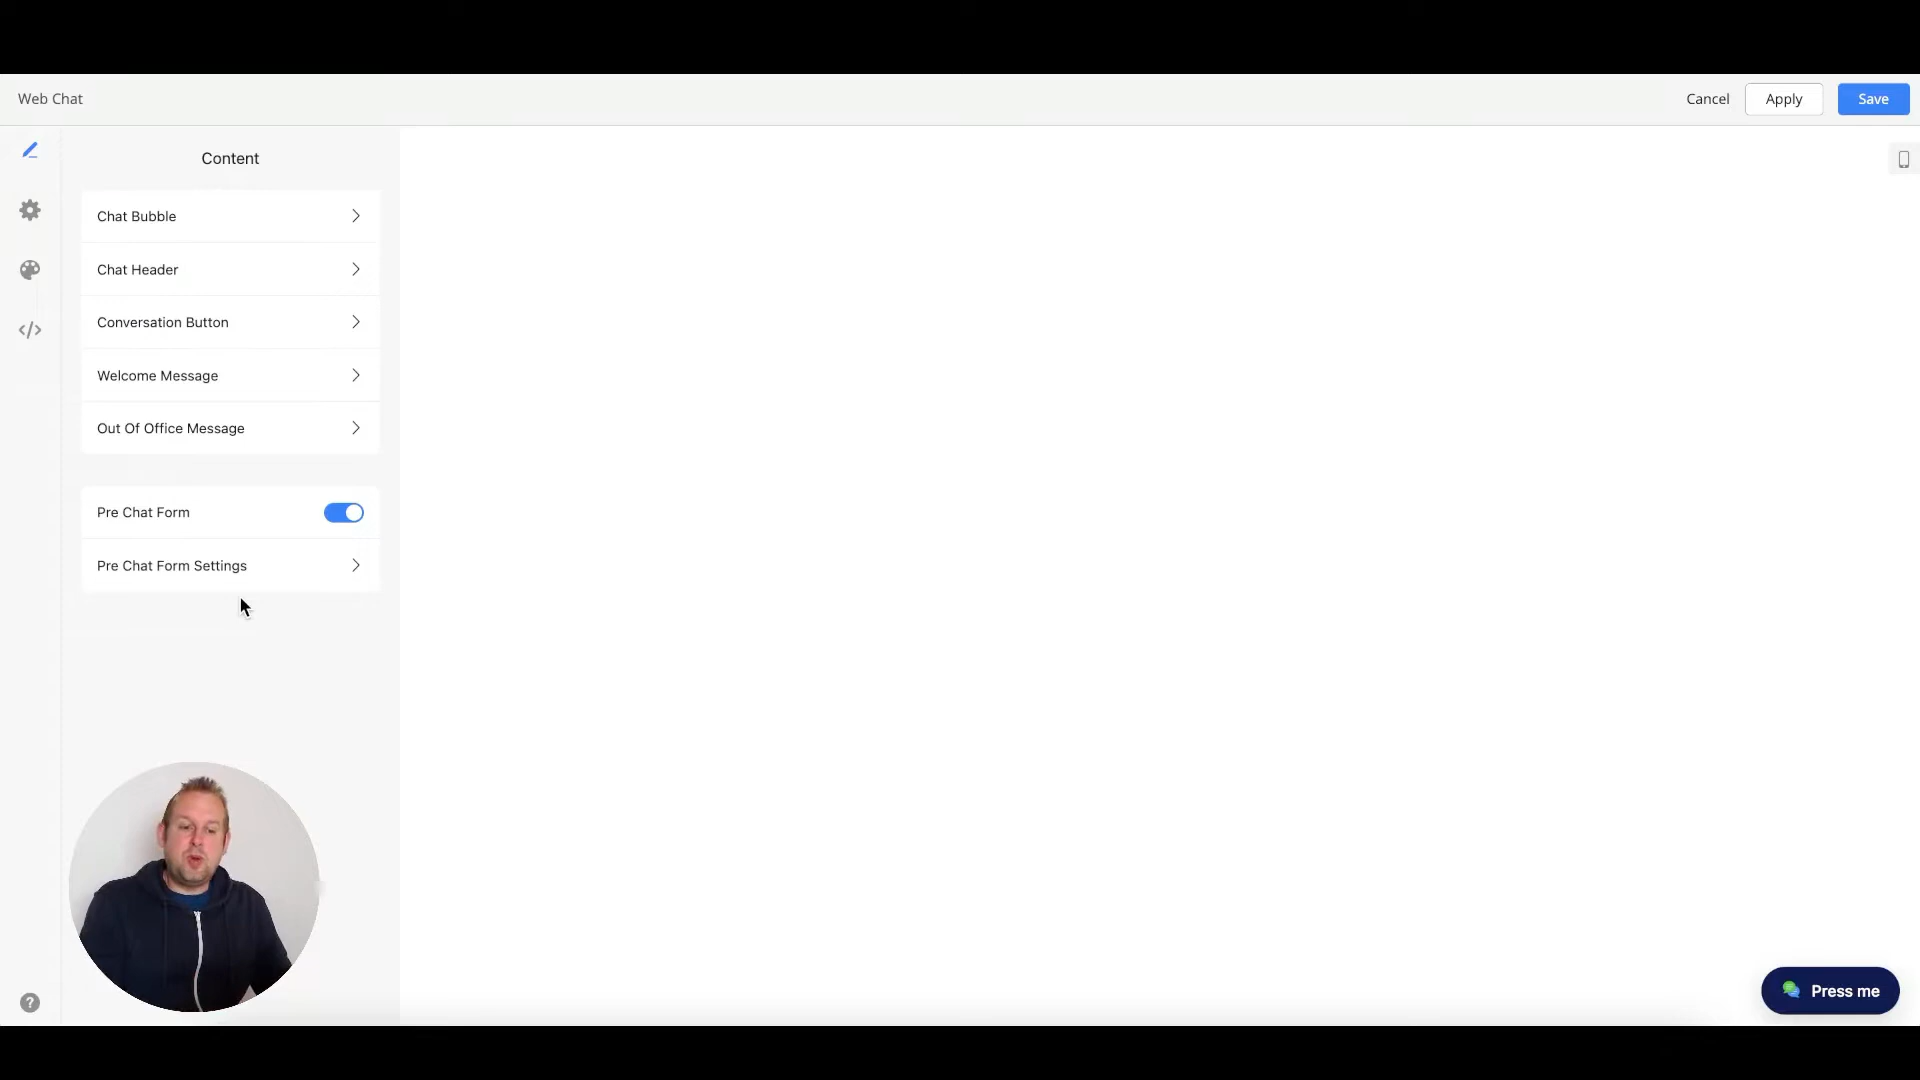 Web Chat
Cancel
Apply
Save
Content
Chat Bubble
Chat Header
Conversation Button
Welcome Message
Out Of Office Message
Pre Chat Form
Pre Chat Form Settings
?
Press me